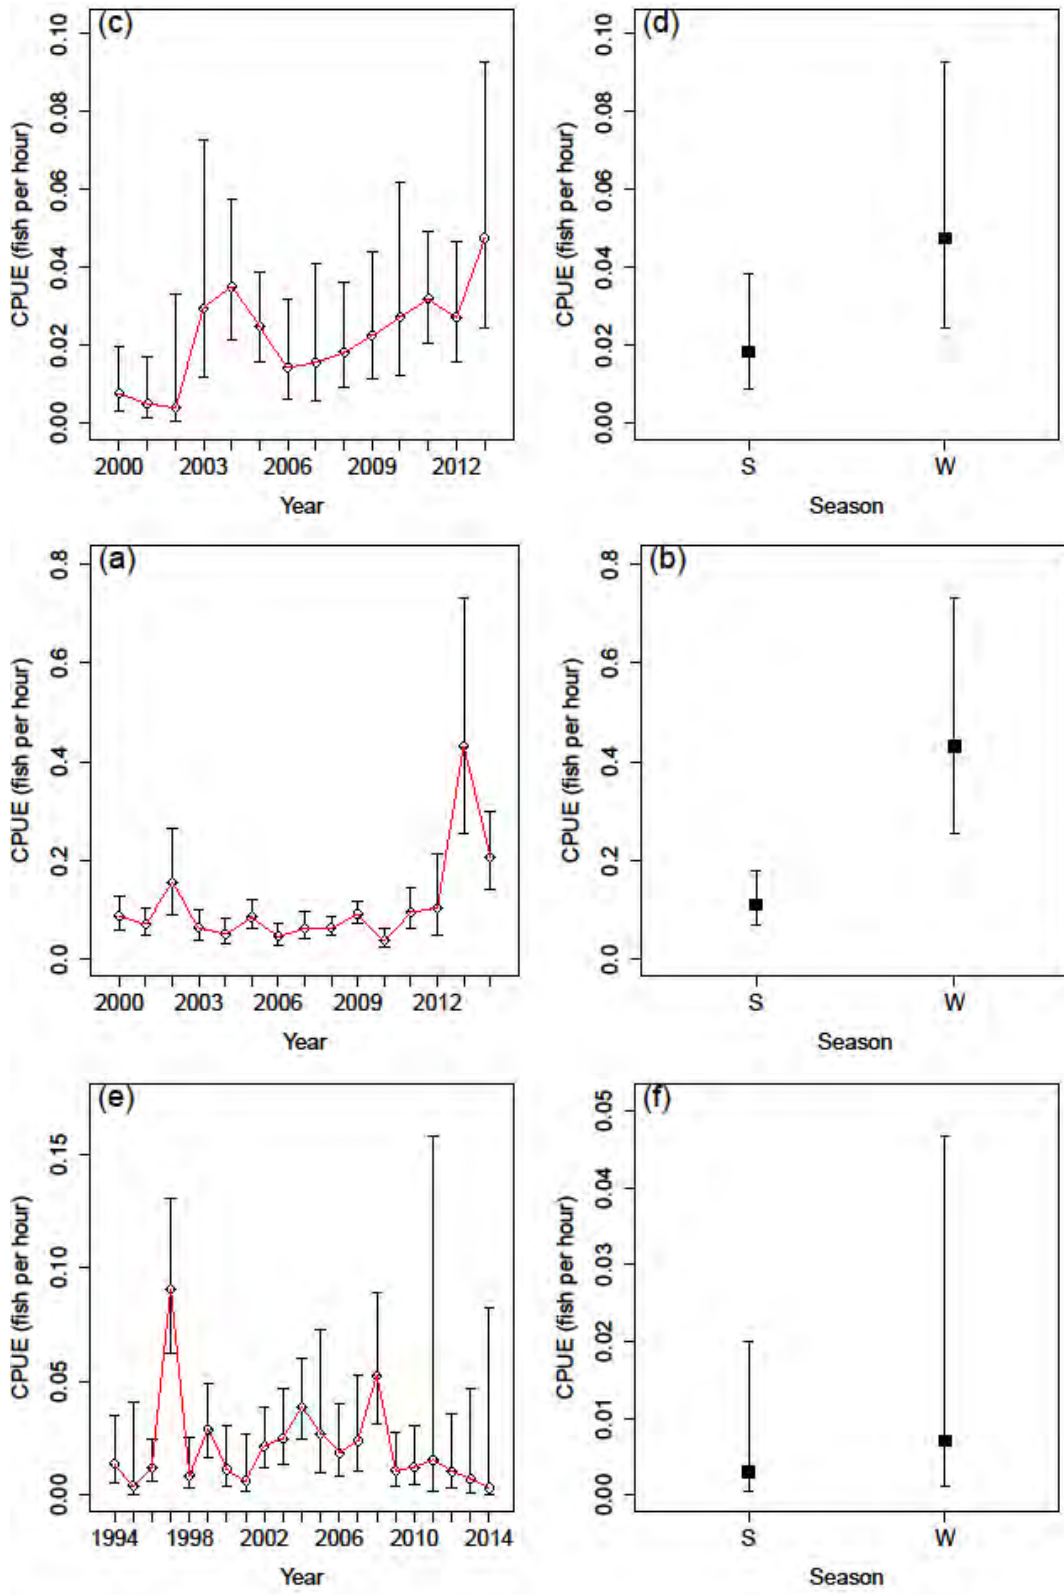 (c)
CPUE (fish per hour)
0.10
0.08
0.06
0.04
0.02
0.00
2000 2003 2006 2009 2012
Year
(d)
CPUE (fish per hour)
0.10
0.08
0.06
0.04
0.02
0.00
S W
Season
(a)
CPUE (fish per hour)
0.8
0.6
0.4
0.2
0.0
2000 2003 2006 2009 2012
Year
(b)
CPUE (fish per hour)
0.8
0.6
0.4
0.2
0.0
S W
Season
(e)
CPUE (fish per hour)
0.15
0.10
0.05
0.00
1994 1998 2002 2006 2010 2014
Year
(f)
CPUE (fish per hour)
0.05
0.04
0.03
0.02
0.01
0.00
S W
Season